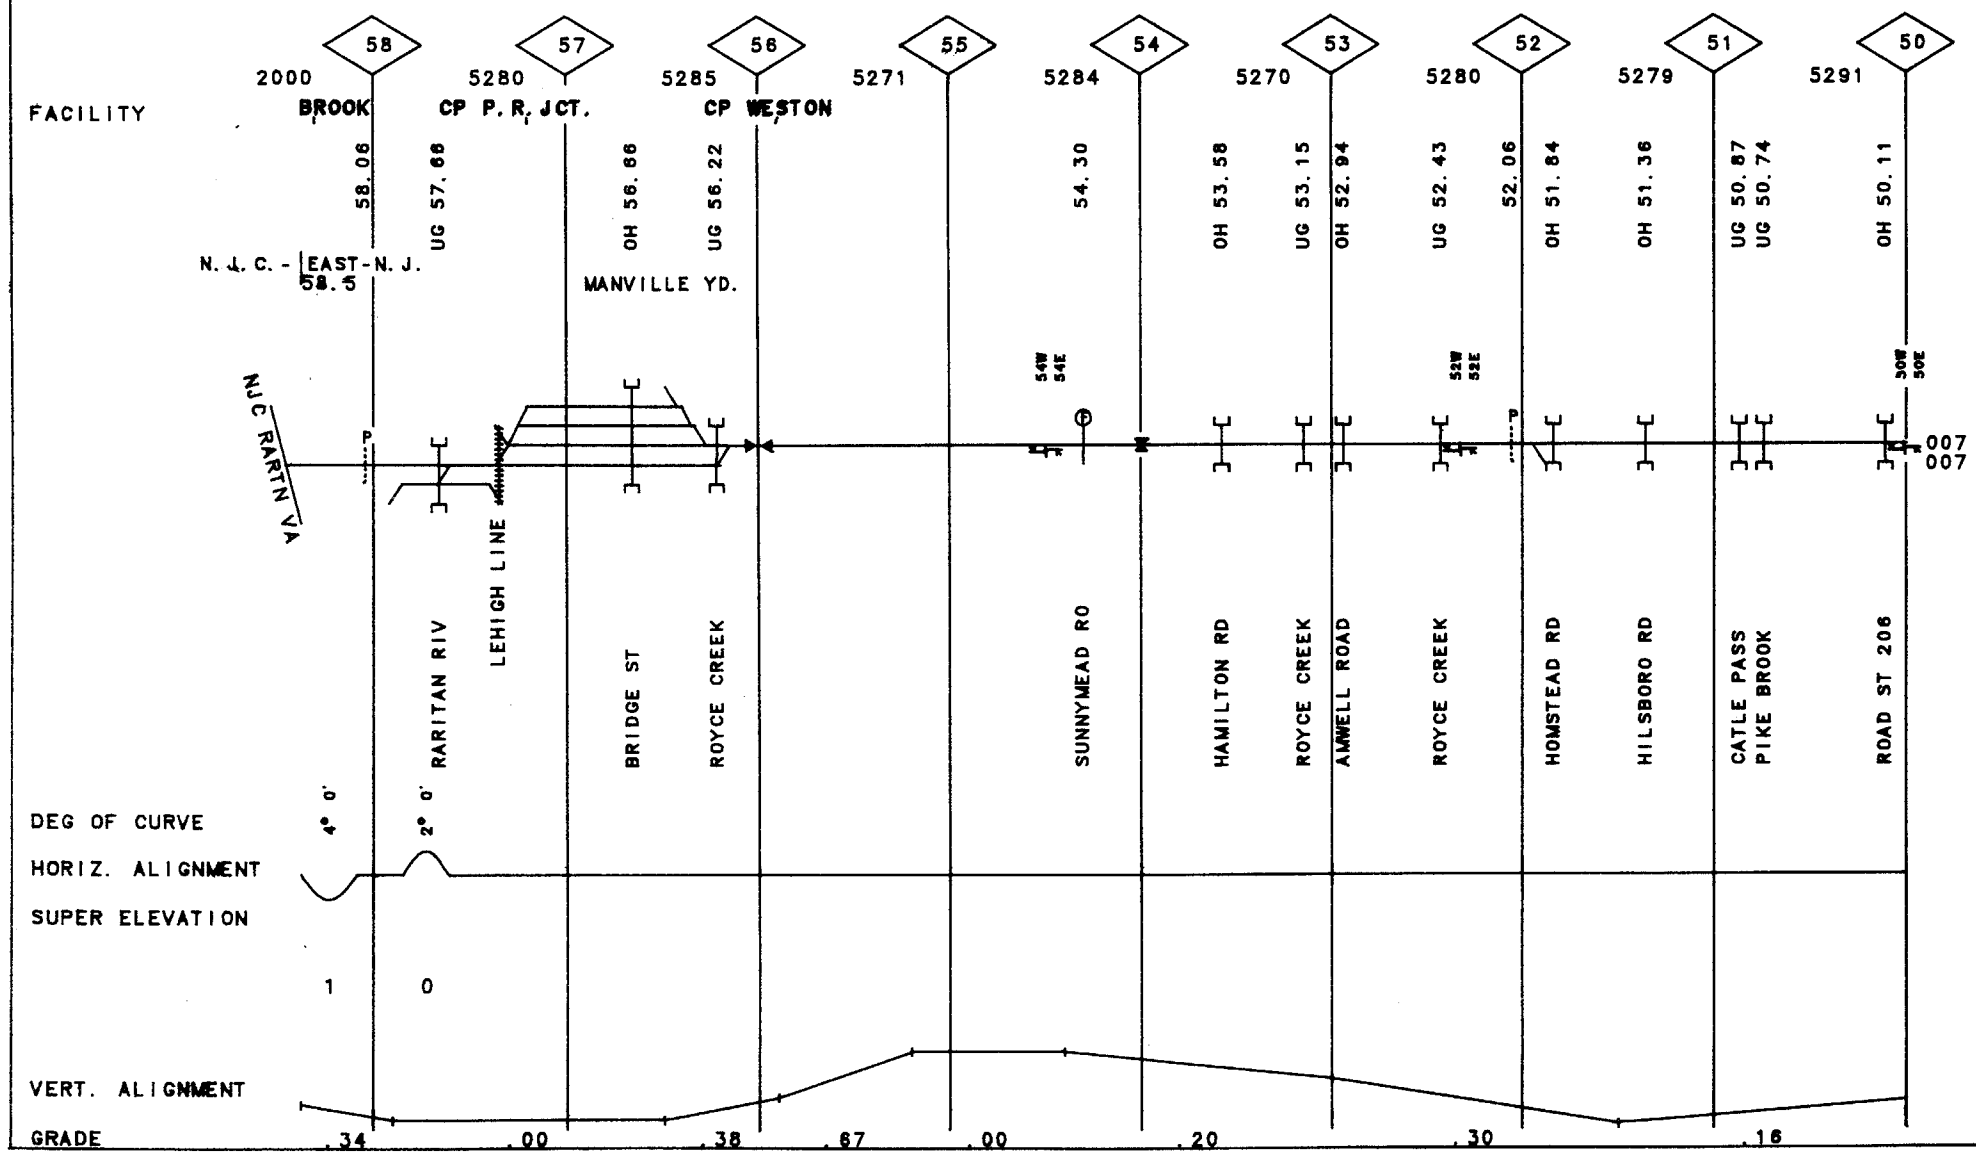 58 57 56 55 54 53 52 51 50
2000 5280 5285 5271 5284 5270 5280 5279 5291
FACILITY BROOK CP P.R. JCT. CP WESTON
58.06
UG 57.68
OH 56.66
UG 56.22
54.30
OH 53.58
UG 53.15
OH 52.94
UG 52.43
52.06
OH 51.84
OH 51.36
UG 50.87
UG 50.74
OH 50.11
EAST-N.J.
58.5
MANVILLE YD.
54W
54E
52W
52E
50W
50E
NJC RARTN VA
P
P
007
007
LEHIGH LINE
RARITAN RIV
BRIDGE ST
ROYCE CREEK
SUNNYMEAD RO
HAMILTON RD
ROYCE CREEK
AMWELL ROAD
ROYCE CREEK
HOMSTEAD RD
HILSBORO RD
CATLE PASS
PIKE BROOK
ROAD ST 206
DEG OF CURVE 4° 0' 2° 0'
HORIZ. ALIGNMENT
SUPER ELEVATION
1 0
VERT. ALIGNMENT
GRADE .34 .00 .38 .67 .00 .20 .30 .16